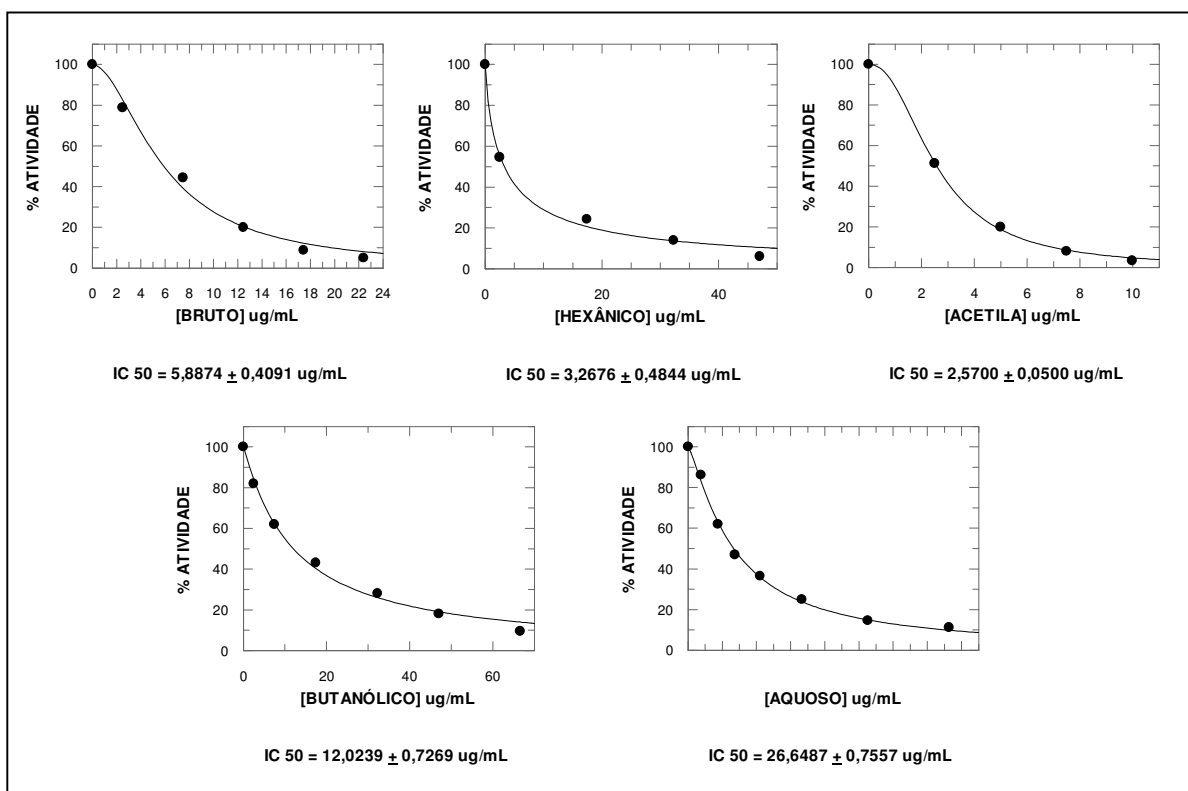 100
80
60
40
20
0
% ATIVIDADE
0 2 4 6 8 10 12 14 16 18 20 22 24
[BRUTO] ug/mL
IC 50 = 5,8874 ± 0,4091 ug/mL
100
80
60
40
20
0
% ATIVIDADE
0 20 40
[HEXÂNICO] ug/mL
IC 50 = 3,2676 ± 0,4844 ug/mL
100
80
60
40
20
0
% ATIVIDADE
0 2 4 6 8 10
[ACETILA] ug/mL
IC 50 = 2,5700 ± 0,0500 ug/mL
100
80
60
40
20
0
% ATIVIDADE
0 20 40 60
[BUTANÓLICO] ug/mL
IC 50 = 12,0239 ± 0,7269 ug/mL
100
80
60
40
20
0
% ATIVIDADE
[AQUOSO] ug/mL
IC 50 = 26,6487 ± 0,7557 ug/mL